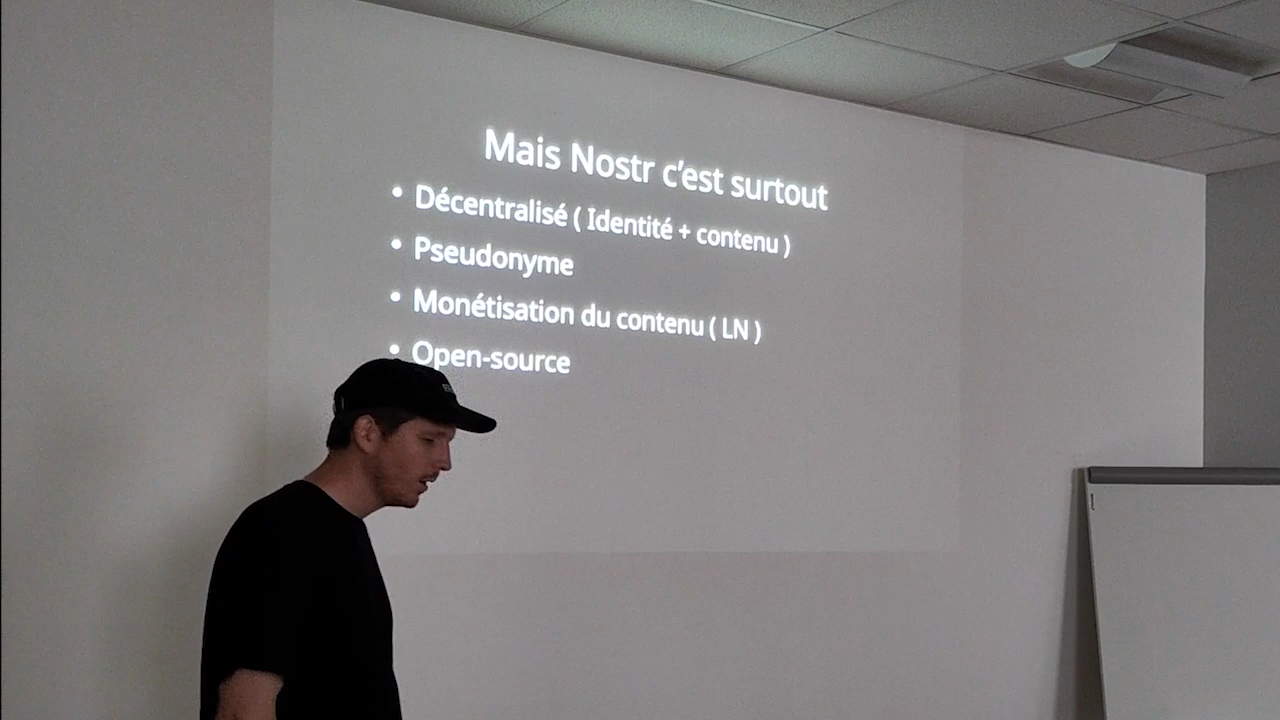 Mais Nostr c'est surtout
• Décentralisé ( Identité + contenu )
• Pseudonyme
• Monétisation du contenu ( LN )
• Open-source